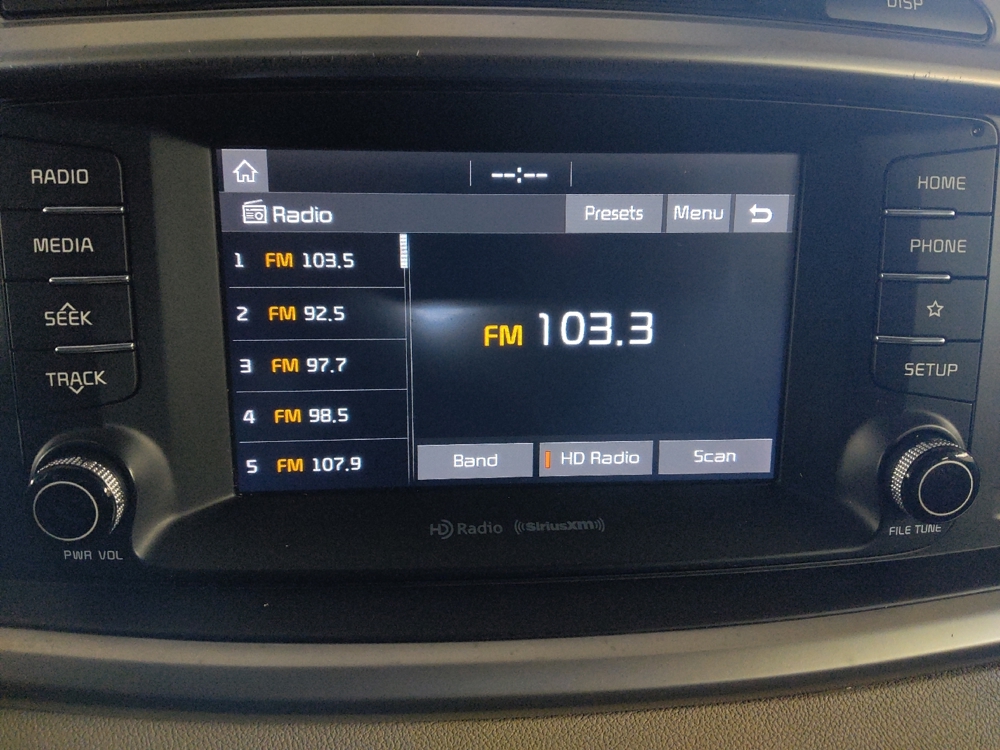 DISP
--:--
RADIO
MEDIA
SEEK
TRACK
PWR VOL
Radio
Presets
Menu
1 FM 103.5
2 FM 92.5
3 FM 97.7
4 FM 98.5
5 FM 107.9
FM 103.3
Band
HD Radio
Scan
HD Radio
((SiriusXM))
HOME
PHONE
SETUP
FILE TUNE